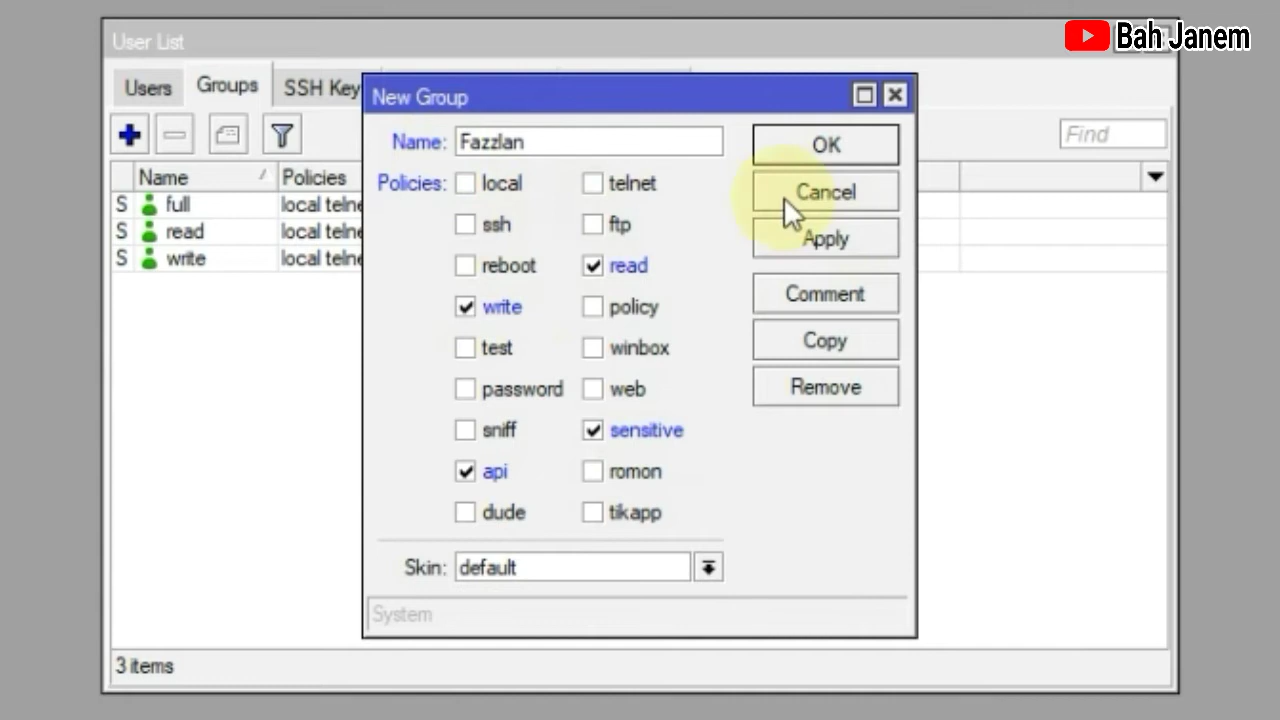 Bah Janem
User List
Users Groups SSH Key
Find
Name Policies
S full local telne
S read local telne
S write local telne
3 items
New Group
Name: Fazzlan
Policies: local telnet
ssh ftp
reboot read
write policy
test winbox
password web
sniff sensitive
api romon
dude tikapp
Skin: default
System
OK
Cancel
Apply
Comment
Copy
Remove